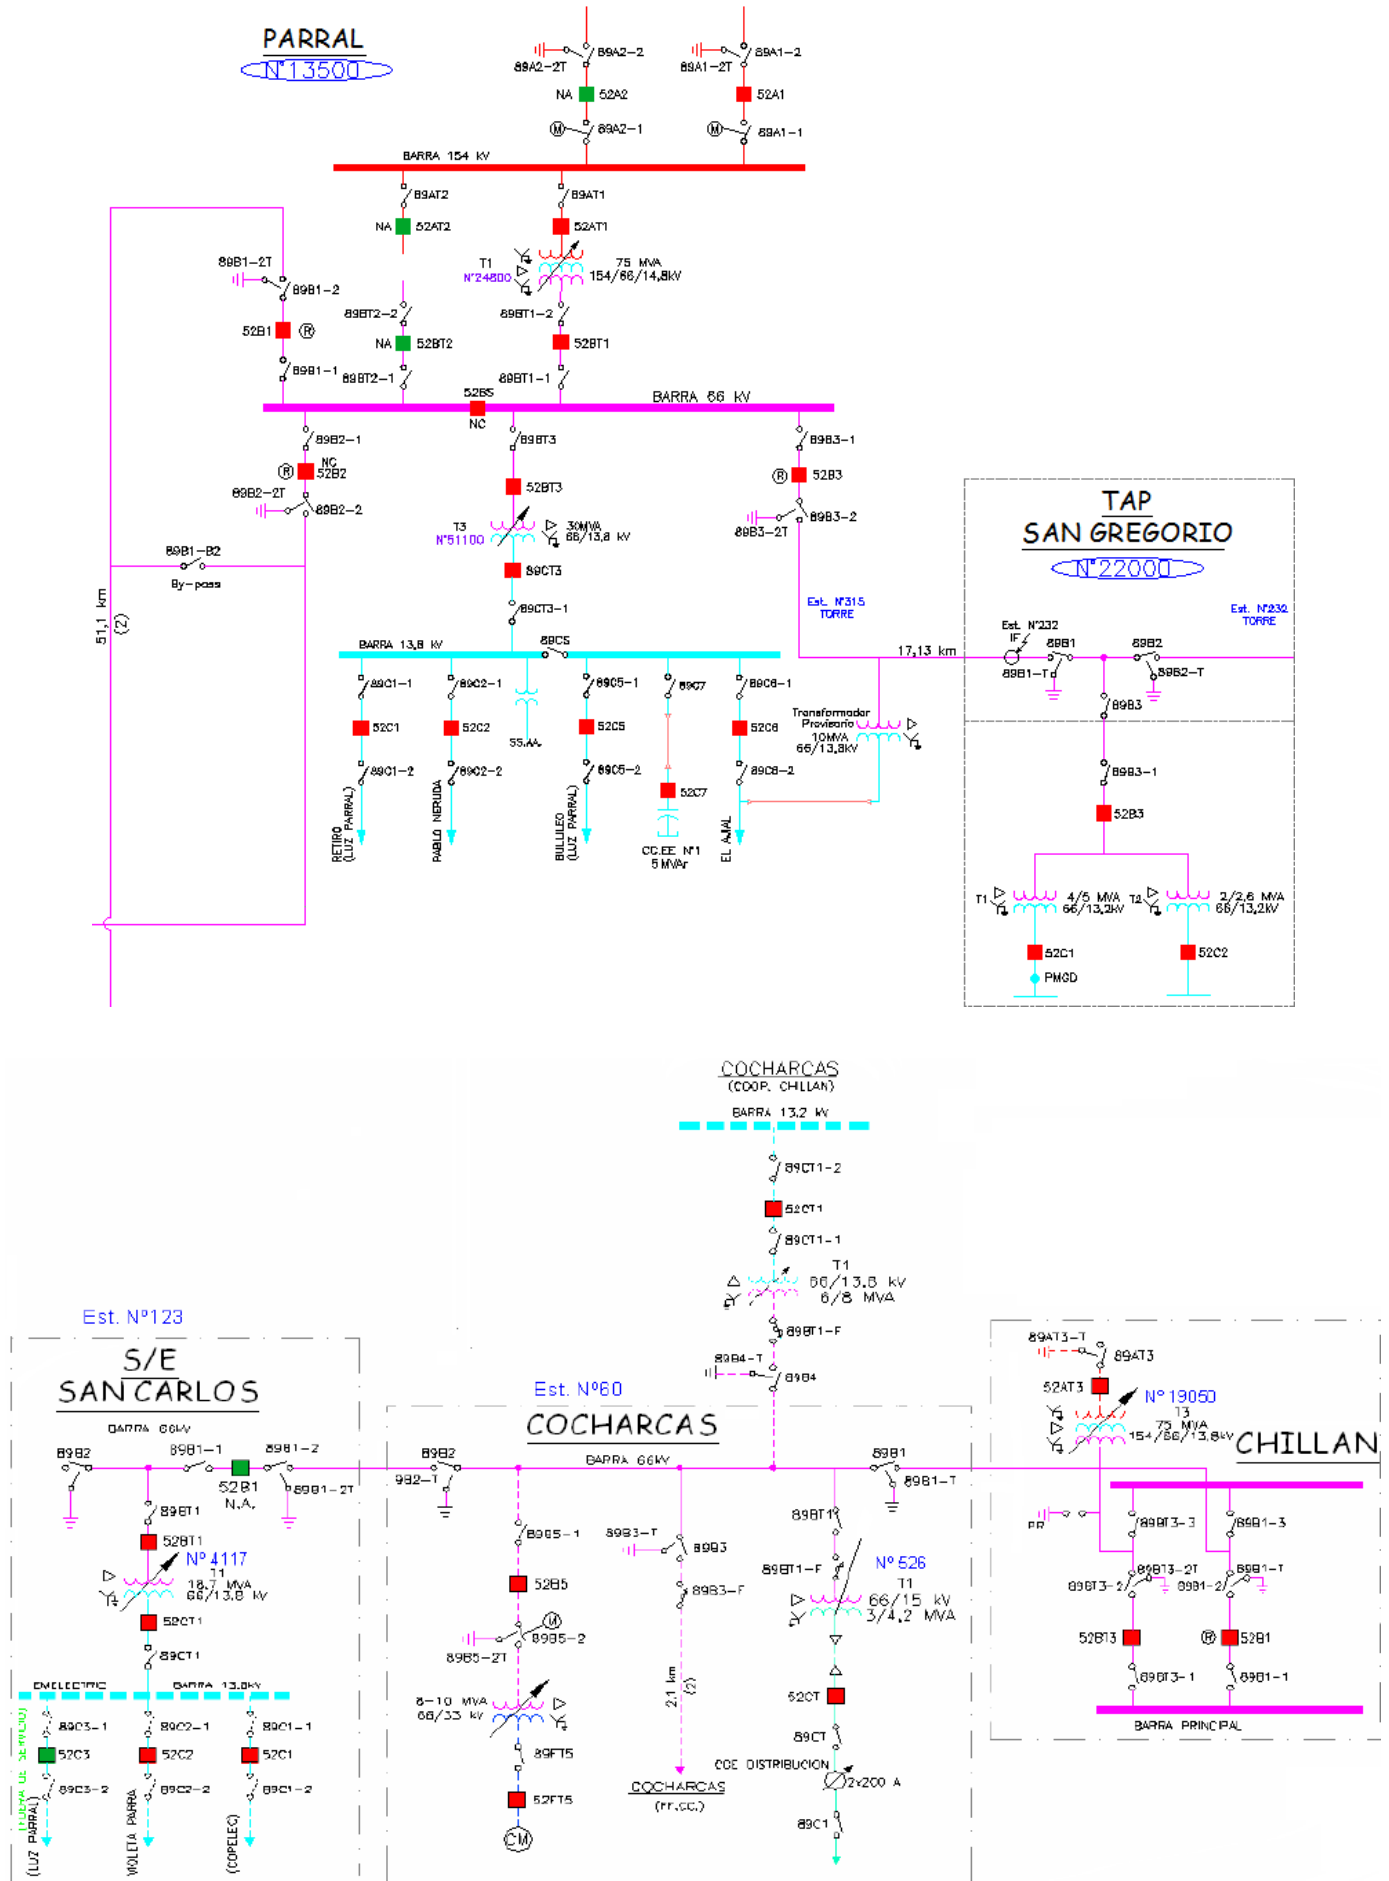 PARRAL
N°13500
89A2-2
89A2-2T
NA
52A2
M
89A2-1
89A1-2
89A1-2T
52A1
M
89A1-1
BARRA 154 kV
89AT2
NA
52AT2
89AT1
52AT1
T1
N°24800
75 MVA
154/66/14,8kV
89B1-2T
89B1-2
52B1
R
89B1-1
89BT2-2
NA
52BT2
89BT2-1
89BT1-2
52BT1
89BT1-1
52BS
NC
BARRA 66 kV
89B2-1
NC
R
52B2
89B2-2T
89B2-2
89BT3
52BT3
T3
N°51100
30MVA
66/13,8 kV
89CT3
89CT3-1
89B3-1
R
52B3
89B3-2T
89B3-2
89B1-B2
By-pass
51,1 km
(2)
BARRA 13,8 kV
89CS
89C1-1
52C1
89C1-2
RETIRO
(LUZ PARRAL)
89C2-1
52C2
89C2-2
PABLO NERUDA
SS.AA.
89C5-1
52C5
89C5-2
BULLILEO
(LUZ PARRAL)
89C7
52C7
CC.EE N°1
5 MVAr
89C6-1
52C6
89C6-2
Transformador
Provisorio
10MVA
66/13,8kV
Est. N°315
TORRE
17,13 km
TAP
SAN GREGORIO
N°22000
Est. N°232
IF
89B1
89B1-T
89B2
89B2-T
Est. N°232
TORRE
89B3
89B3-1
52B3
T1
4/5 MVA
66/13,2kV
T2
2/2,6 MVA
66/13,2kV
52C1
PMGD
52C2
COCHARCAS
(COOP. CHILLAN)
BARRA 13,2 kV
89CT1-2
52CT1
89CT1-1
T1
66/13,8 kV
6/8 MVA
89BT1-F
89B4-T
89B4
Est. N°123
S/E
SAN CARLOS
BARRA 66kV
89B2
89B1-1
52B1
N.A.
89B1-2
89B1-2T
89BT1
52BT1
N° 4117
T1
18,7 MVA
66/13,8 kV
52CT1
89CT1
EMELECTRIC
BARRA 13,8kV
89C3-1
52C3
89C3-2
(FUERA DE SERVICIO)
(LUZ PARRAL)
89C2-1
52C2
89C2-2
VIOLETA PARRA
89C1-1
52C1
89C1-2
(COPELEC)
Est. N°60
COCHARCAS
BARRA 66kV
89B2
9B2-T
89B5-1
52B5
M
89B5-2
89B5-2T
8-10 MVA
66/33 kV
89FT5
52FT5
CM
89B3-T
89B3
89B3-F
2,1 km
(2)
COCHARCAS
(FF.CC.)
89BT1
89BT1-F
N° 526
T1
66/15 kV
3/4,2 MVA
52CT
89CT
CGE DISTRIBUCION
2x200 A
89C1
89B1
89B1-T
89AT3-T
89AT3
52AT3
N° 19050
T3
75 MVA
154/66/13,8kV
CHILLAN
89BT3-3
89BT3-2T
89BT3-2
52BT3
89BT3-1
89B1-3
89B1-T
89B1-2
R
52B1
89B1-1
BARRA PRINCIPAL